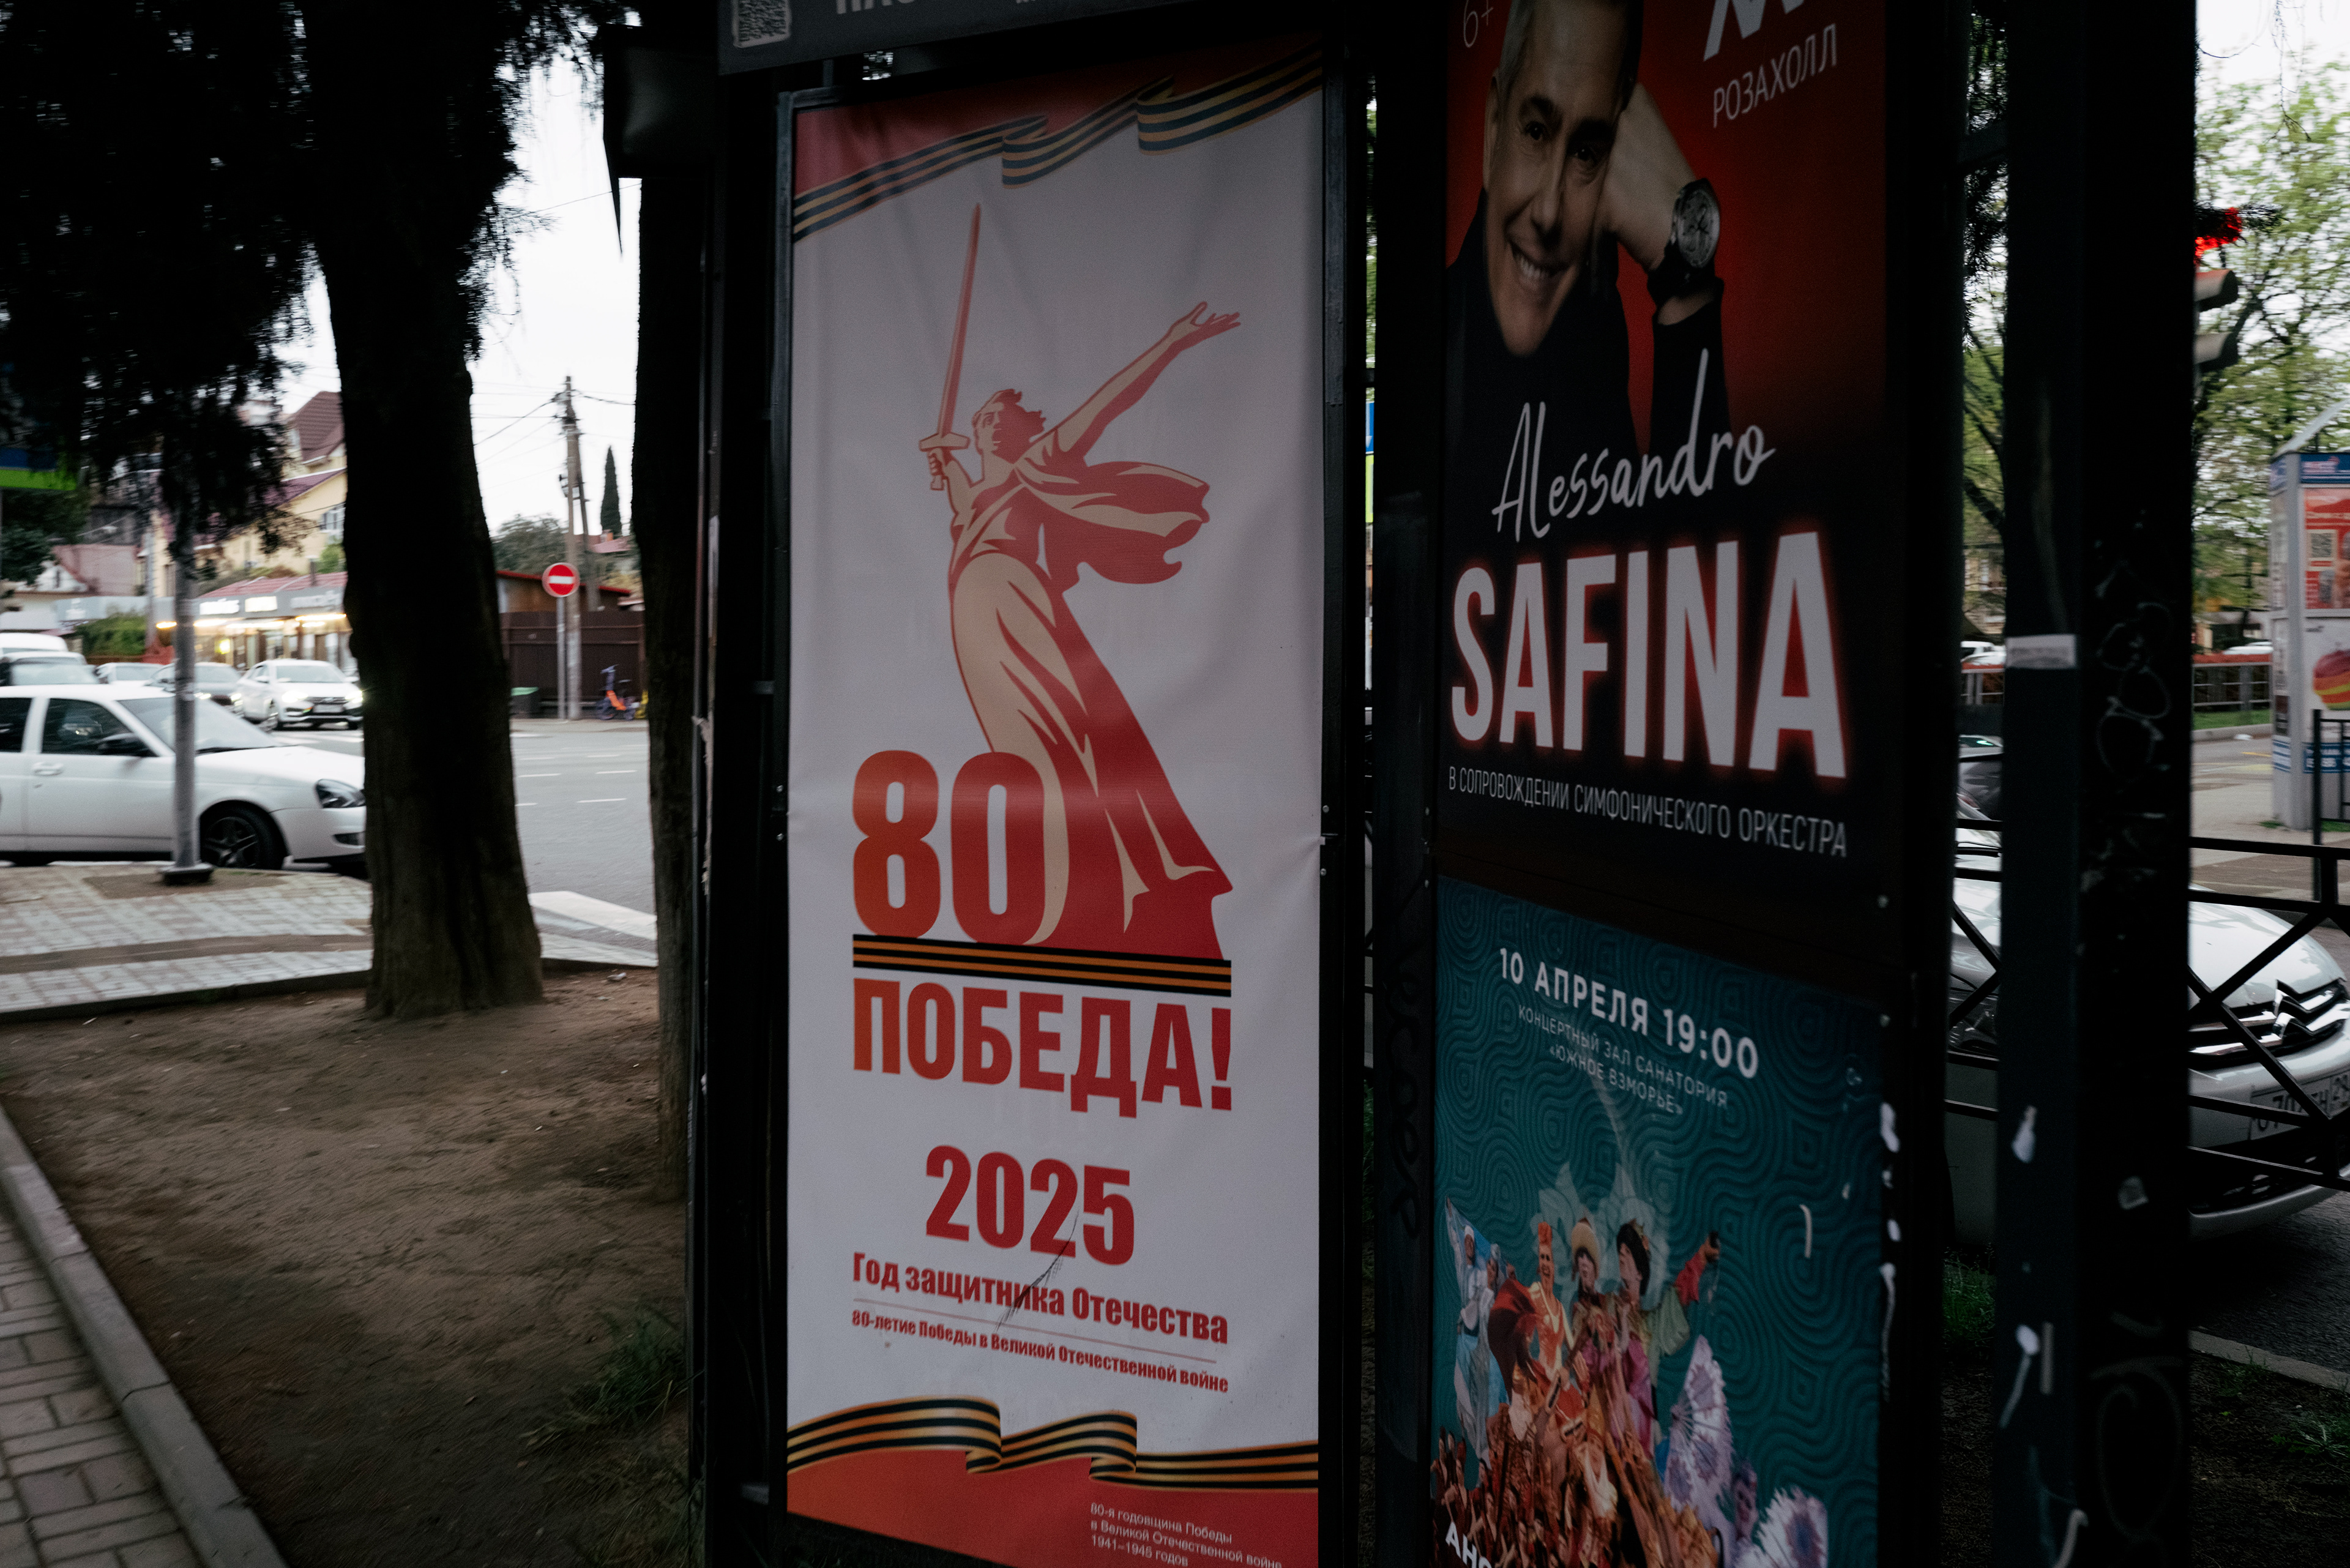 80
ПОБЕДА!
2025
Год защитника Отечества
80-летие Победы в Великой Отечественной войне
80-я годовщина Победы
в Великой Отечественной войне
1941–1945 годов
6+
РОЗАХОЛЛ
Alessandro
SAFINA
В СОПРОВОЖДЕНИИ СИМФОНИЧЕСКОГО ОРКЕСТРА
10 АПРЕЛЯ 19:00
КОНЦЕРТНЫЙ ЗАЛ САНАТОРИЯ
«ЮЖНОЕ ВЗМОРЬЕ»